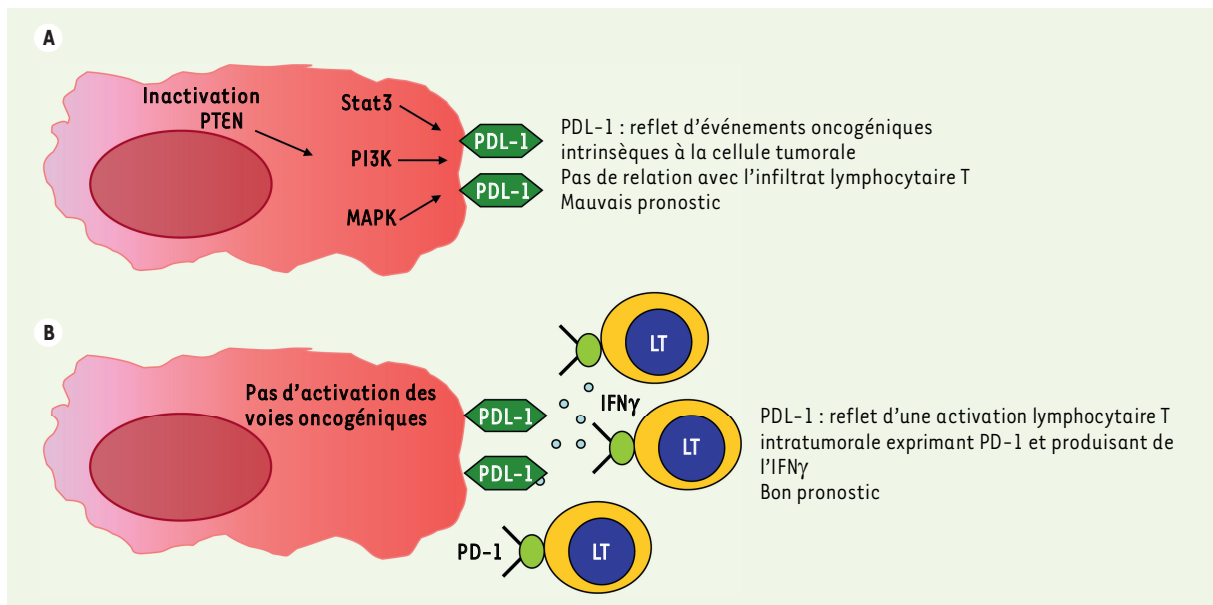 A
Inactivation
PTEN
Stat3
PI3K
MAPK
PDL-1
PDL-1
PDL-1 : reflet d'événements oncogéniques
intrinsèques à la cellule tumorale
Pas de relation avec l'infiltrat lymphocytaire T
Mauvais pronostic
B
Pas d'activation des
voies oncogéniques
PDL-1
PDL-1
IFNγ
LT
LT
PD-1
LT
PDL-1 : reflet d'une activation lymphocytaire T
intratumorale exprimant PD-1 et produisant de
l'IFNγ
Bon pronostic